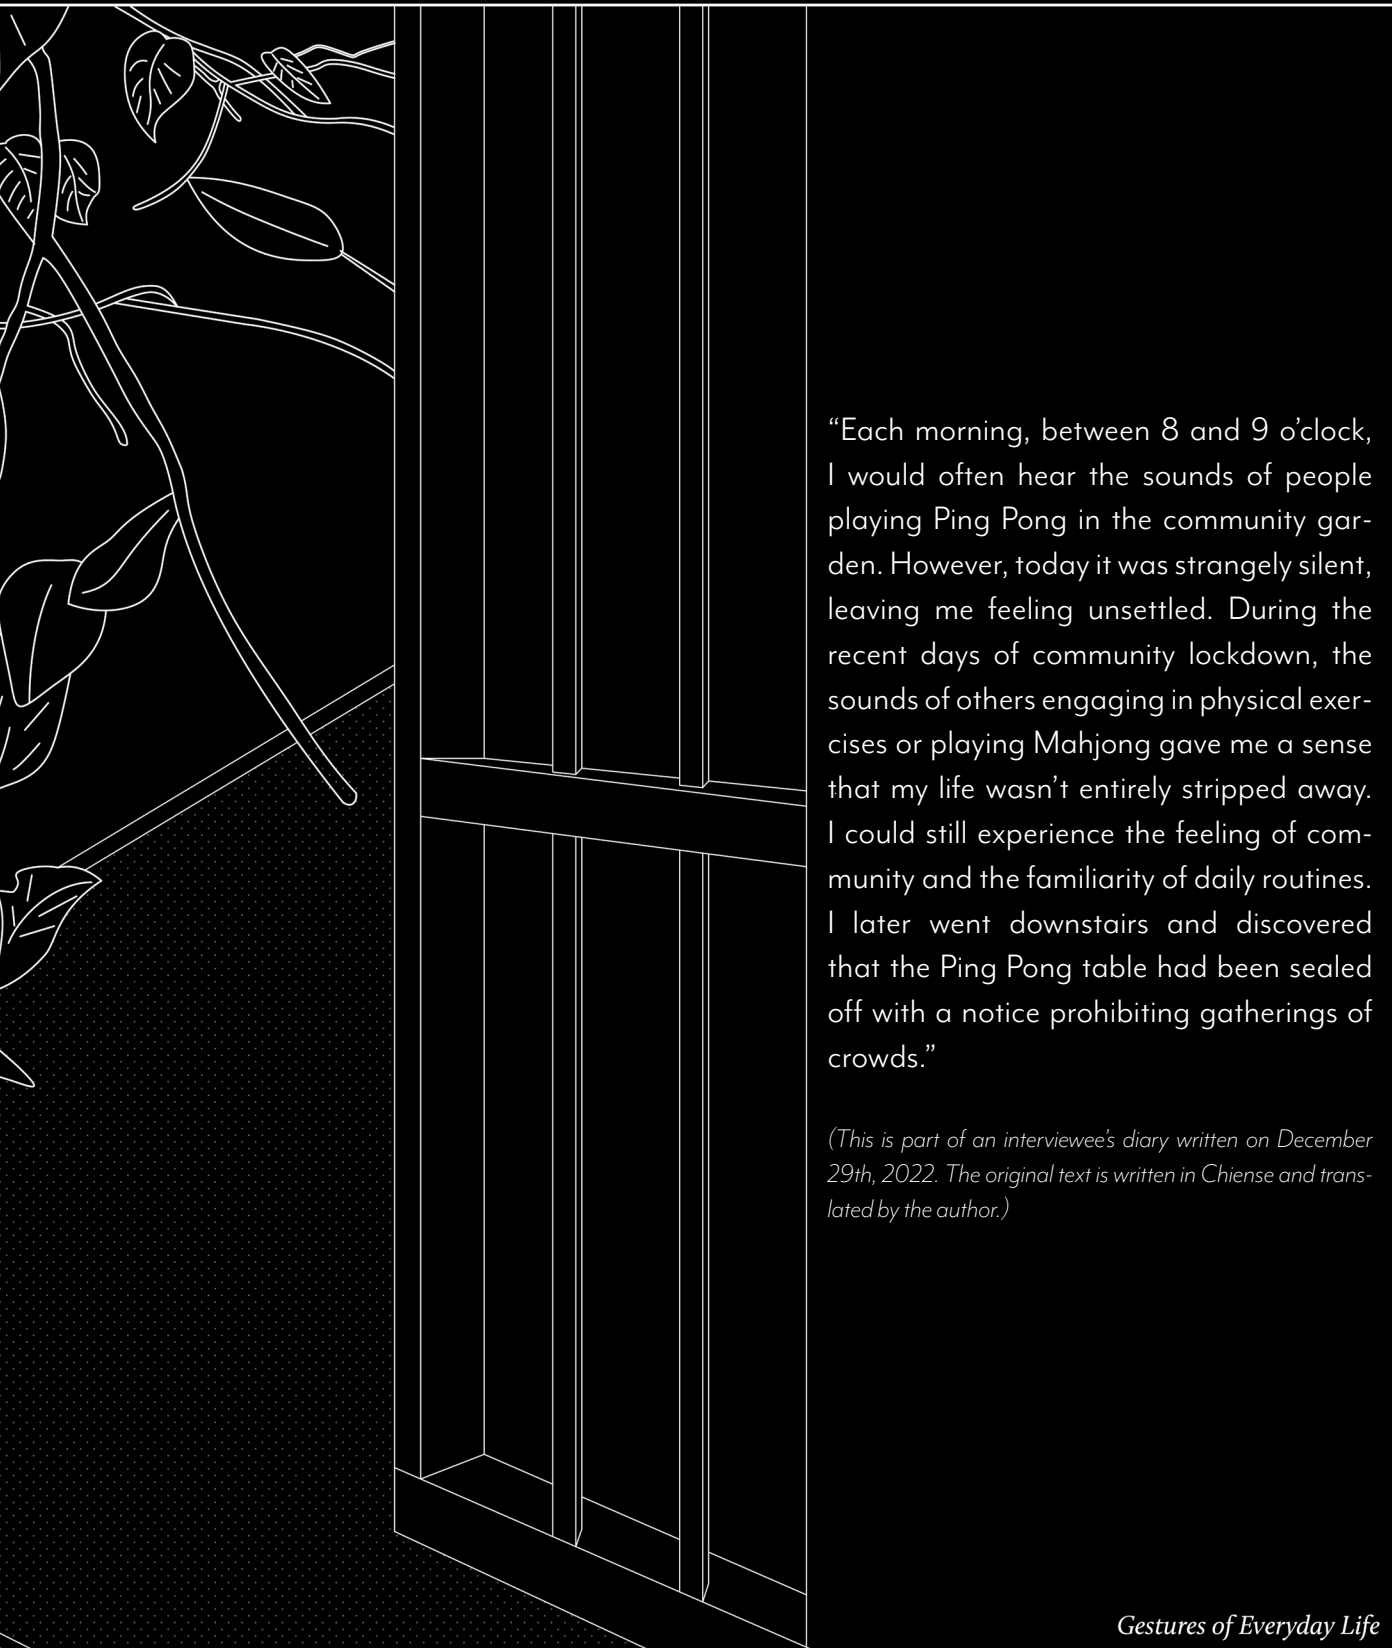 “Each morning, between 8 and 9 o’clock,
I would often hear the sounds of people
playing Ping Pong in the community gar-
den. However, today it was strangely silent,
leaving me feeling unsettled. During the
recent days of community lockdown, the
sounds of others engaging in physical exer-
cises or playing Mahjong gave me a sense
that my life wasn’t entirely stripped away.
I could still experience the feeling of com-
munity and the familiarity of daily routines.
I later went downstairs and discovered
that the Ping Pong table had been sealed
off with a notice prohibiting gatherings of
crowds.”
(This is part of an interviewee’s diary written on December
29th, 2022. The original text is written in Chiense and trans-
lated by the author.)
Gestures of Everyday Life